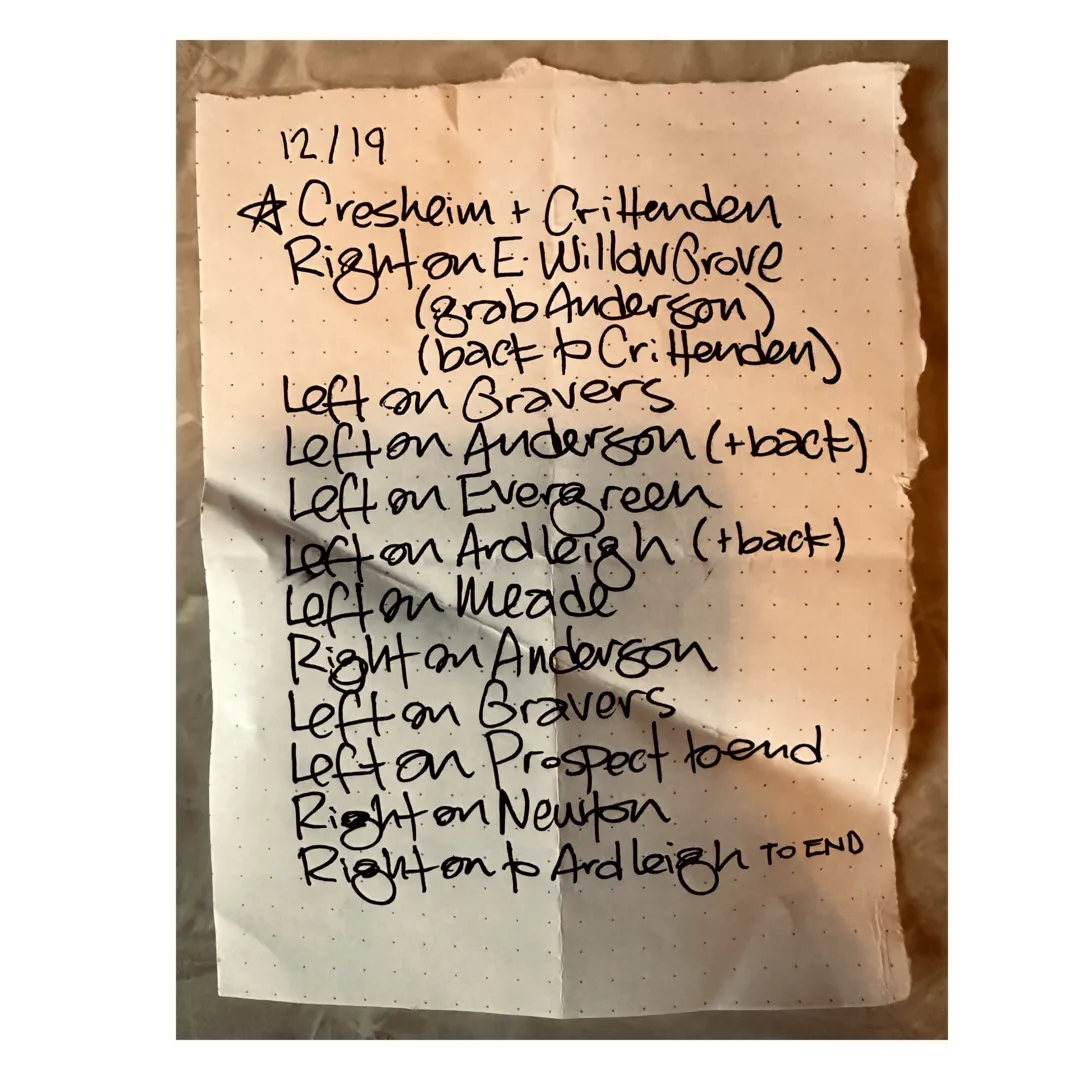 12/19
☆ Cresheim + Crittenden
Right on E. Willow Grove
(grab Anderson)
(back to Crittenden)
Left on Gravers
Left on Anderson (+back)
Left on Evergreen
Left on Ardleigh (+back)
Left on Meade
Right on Anderson
Left on Gravers
Left on Prospect to end
Right on Newton
Right on to Ardleigh TO END